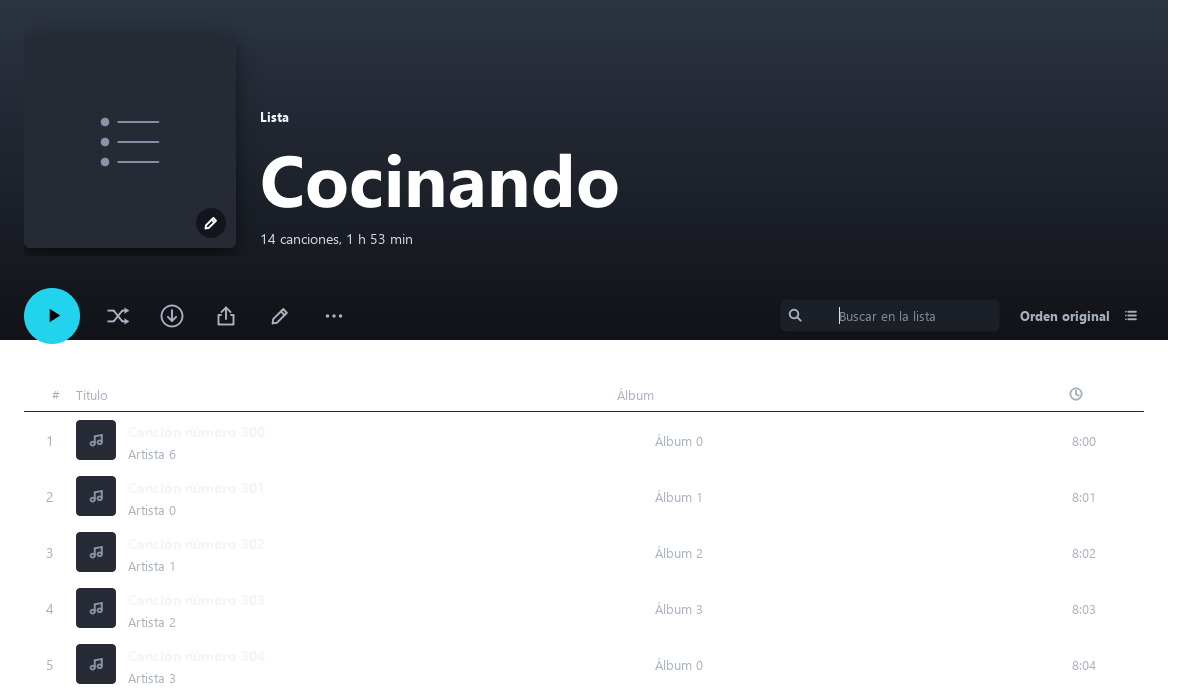 Lista
Cocinando
14 canciones, 1 h 53 min
Buscar en la lista
Orden original
# Título Álbum
1 Canción número 300 Álbum 0 8:00
Artista 6
2 Canción número 301 Álbum 1 8:01
Artista 0
3 Canción número 302 Álbum 2 8:02
Artista 1
4 Canción número 303 Álbum 3 8:03
Artista 2
5 Canción número 304 Álbum 0 8:04
Artista 3